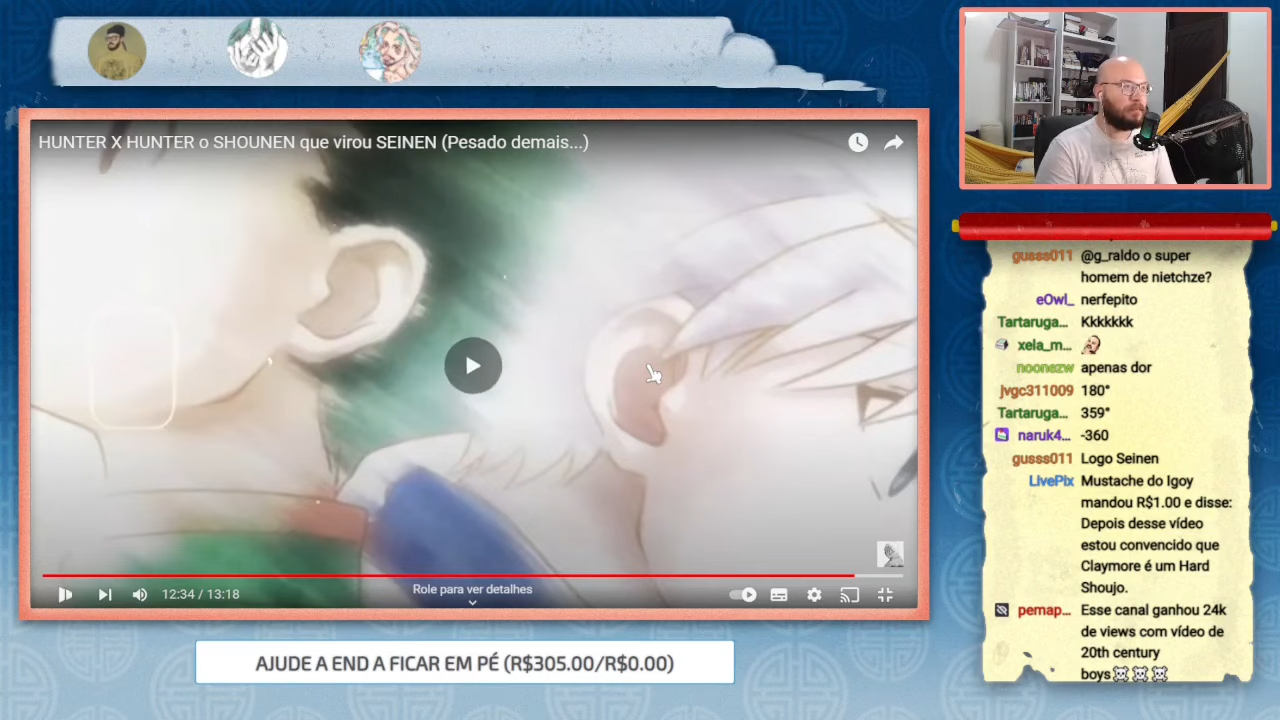 HUNTER X HUNTER o SHOUNEN que virou SEINEN (Pesado demais...)
12:34 / 13:18
Role para ver detalhes
AJUDE A END A FICAR EM PÉ (R$305.00/R$0.00)
gusss011 @g_raldo o super
homem de nietchze?
eOwl_ nerfepito
Tartaruga... Kkkkkkk
xela_m...
noonezw apenas dor
jvgc311009 180°
Tartaruga... 359°
naruk4... -360
gusss011 Logo Seinen
LivePix Mustache do Igoy
mandou R$1.00 e disse:
Depois desse vídeo
estou convencido que
Claymore é um Hard
Shoujo.
pemap... Esse canal ganhou 24k
de views com vídeo de
20th century
boys☠️☠️☠️